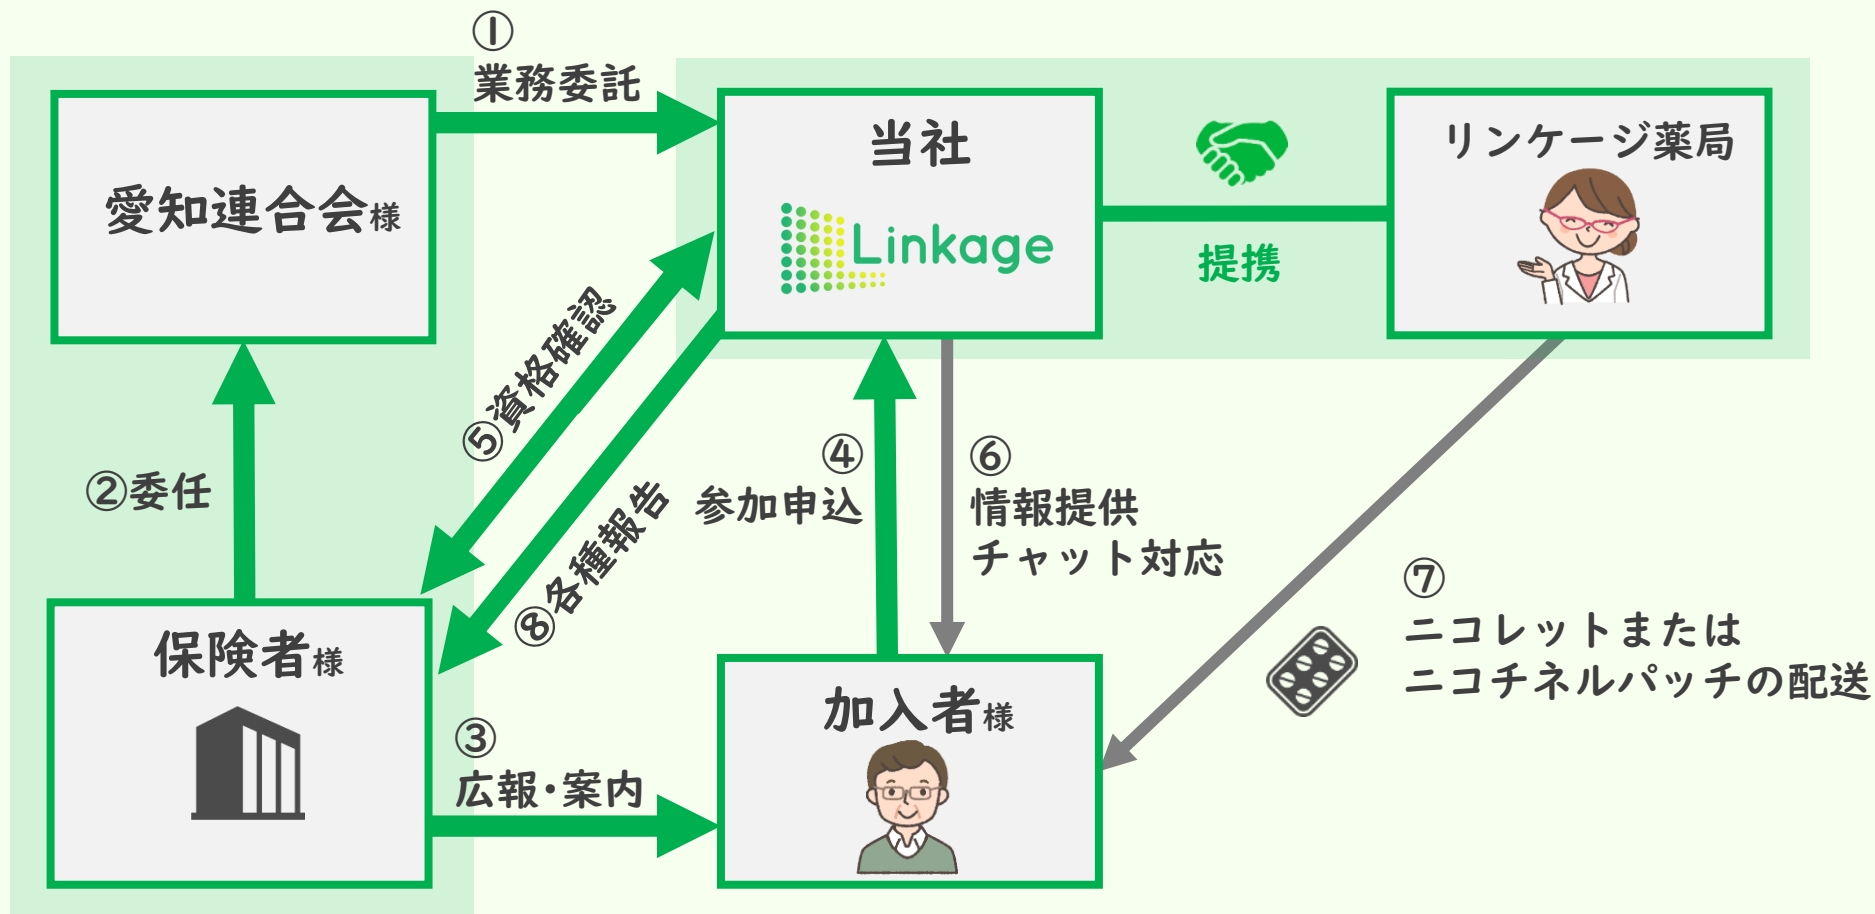 ①
業務委託
愛知連合会様
当社
Linkage
提携
リンケージ薬局
②委任
⑤資格確認
⑧各種報告
④
参加申込
⑥
情報提供
チャット対応
⑦
ニコレットまたは
ニコチネルパッチの配送
保険者様
③
広報・案内
加入者様